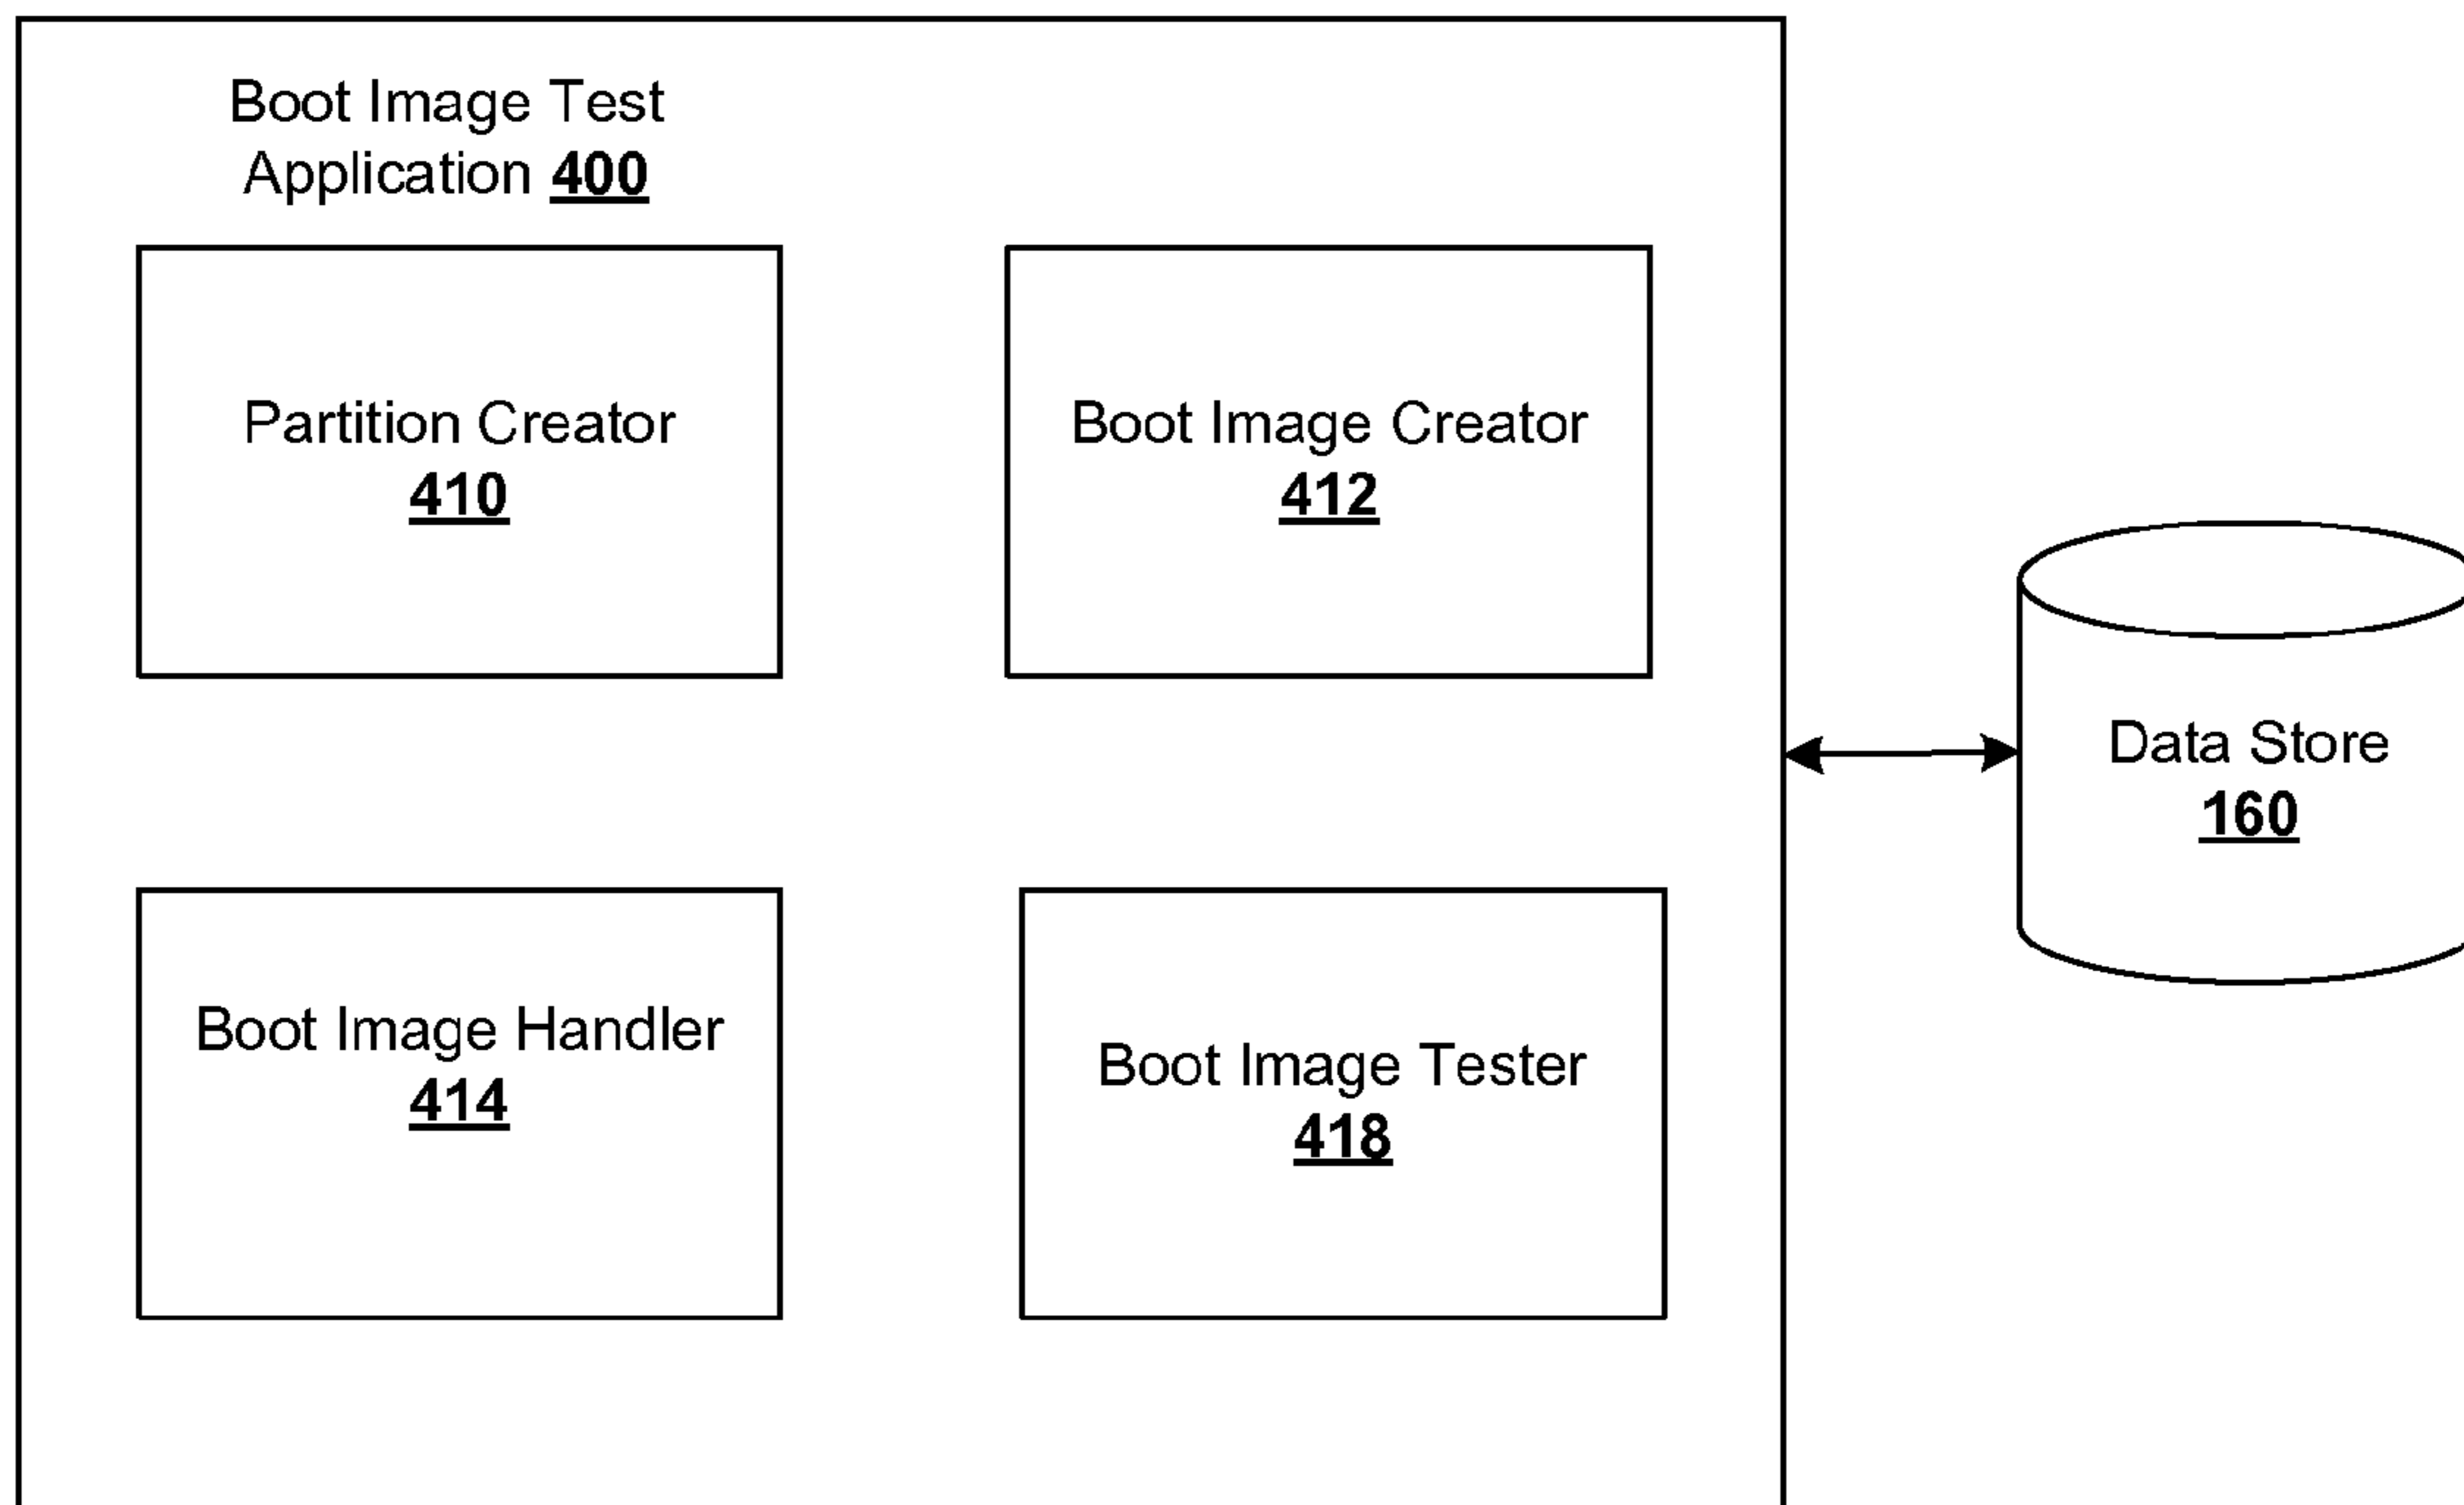 Boot Image Test
Application 400
Partition Creator
410
Boot Image Creator
412
Data Store
160
Boot Image Handler
414
Boot Image Tester
418